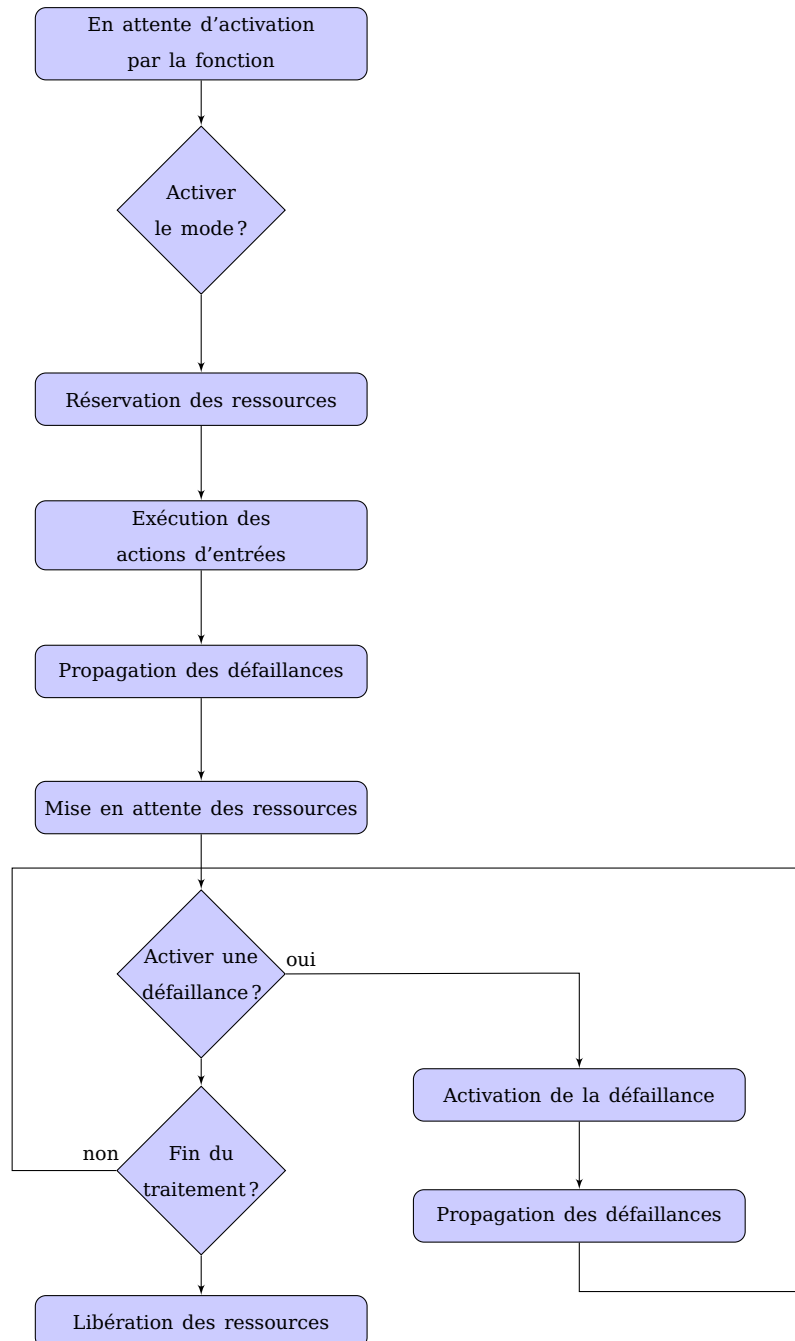 En attente d'activation
par la fonction
Activer
le mode ?
Réservation des ressources
Exécution des
actions d'entrées
Propagation des défaillances
Mise en attente des ressources
Activer une
défaillance ?
oui
Activation de la défaillance
non
Fin du
traitement ?
Propagation des défaillances
Libération des ressources